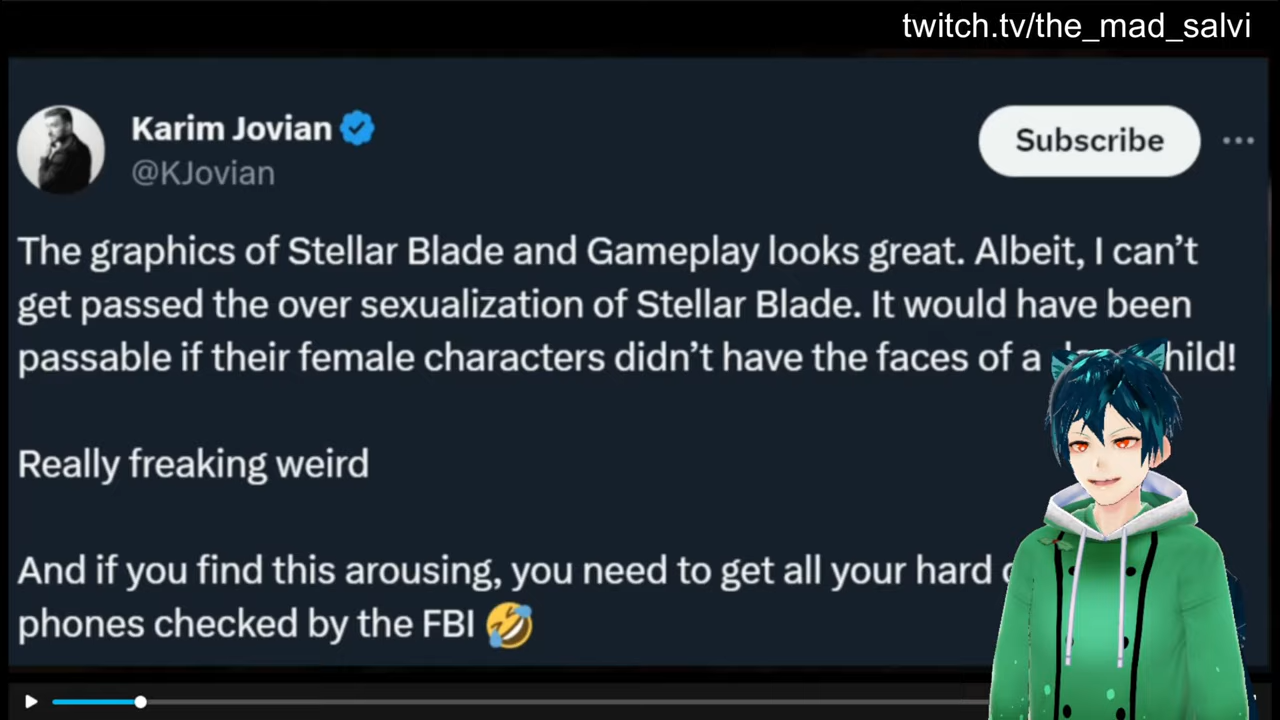 twitch.tv/the_mad_salvi
Karim Jovian
@KJovian
Subscribe
The graphics of Stellar Blade and Gameplay looks great. Albeit, I can't
get passed the over sexualization of Stellar Blade. It would have been
passable if their female characters didn't have the faces of a
Really freaking weird
And if you find this arousing, you need to get all your hard
phones checked by the FBI 🤣